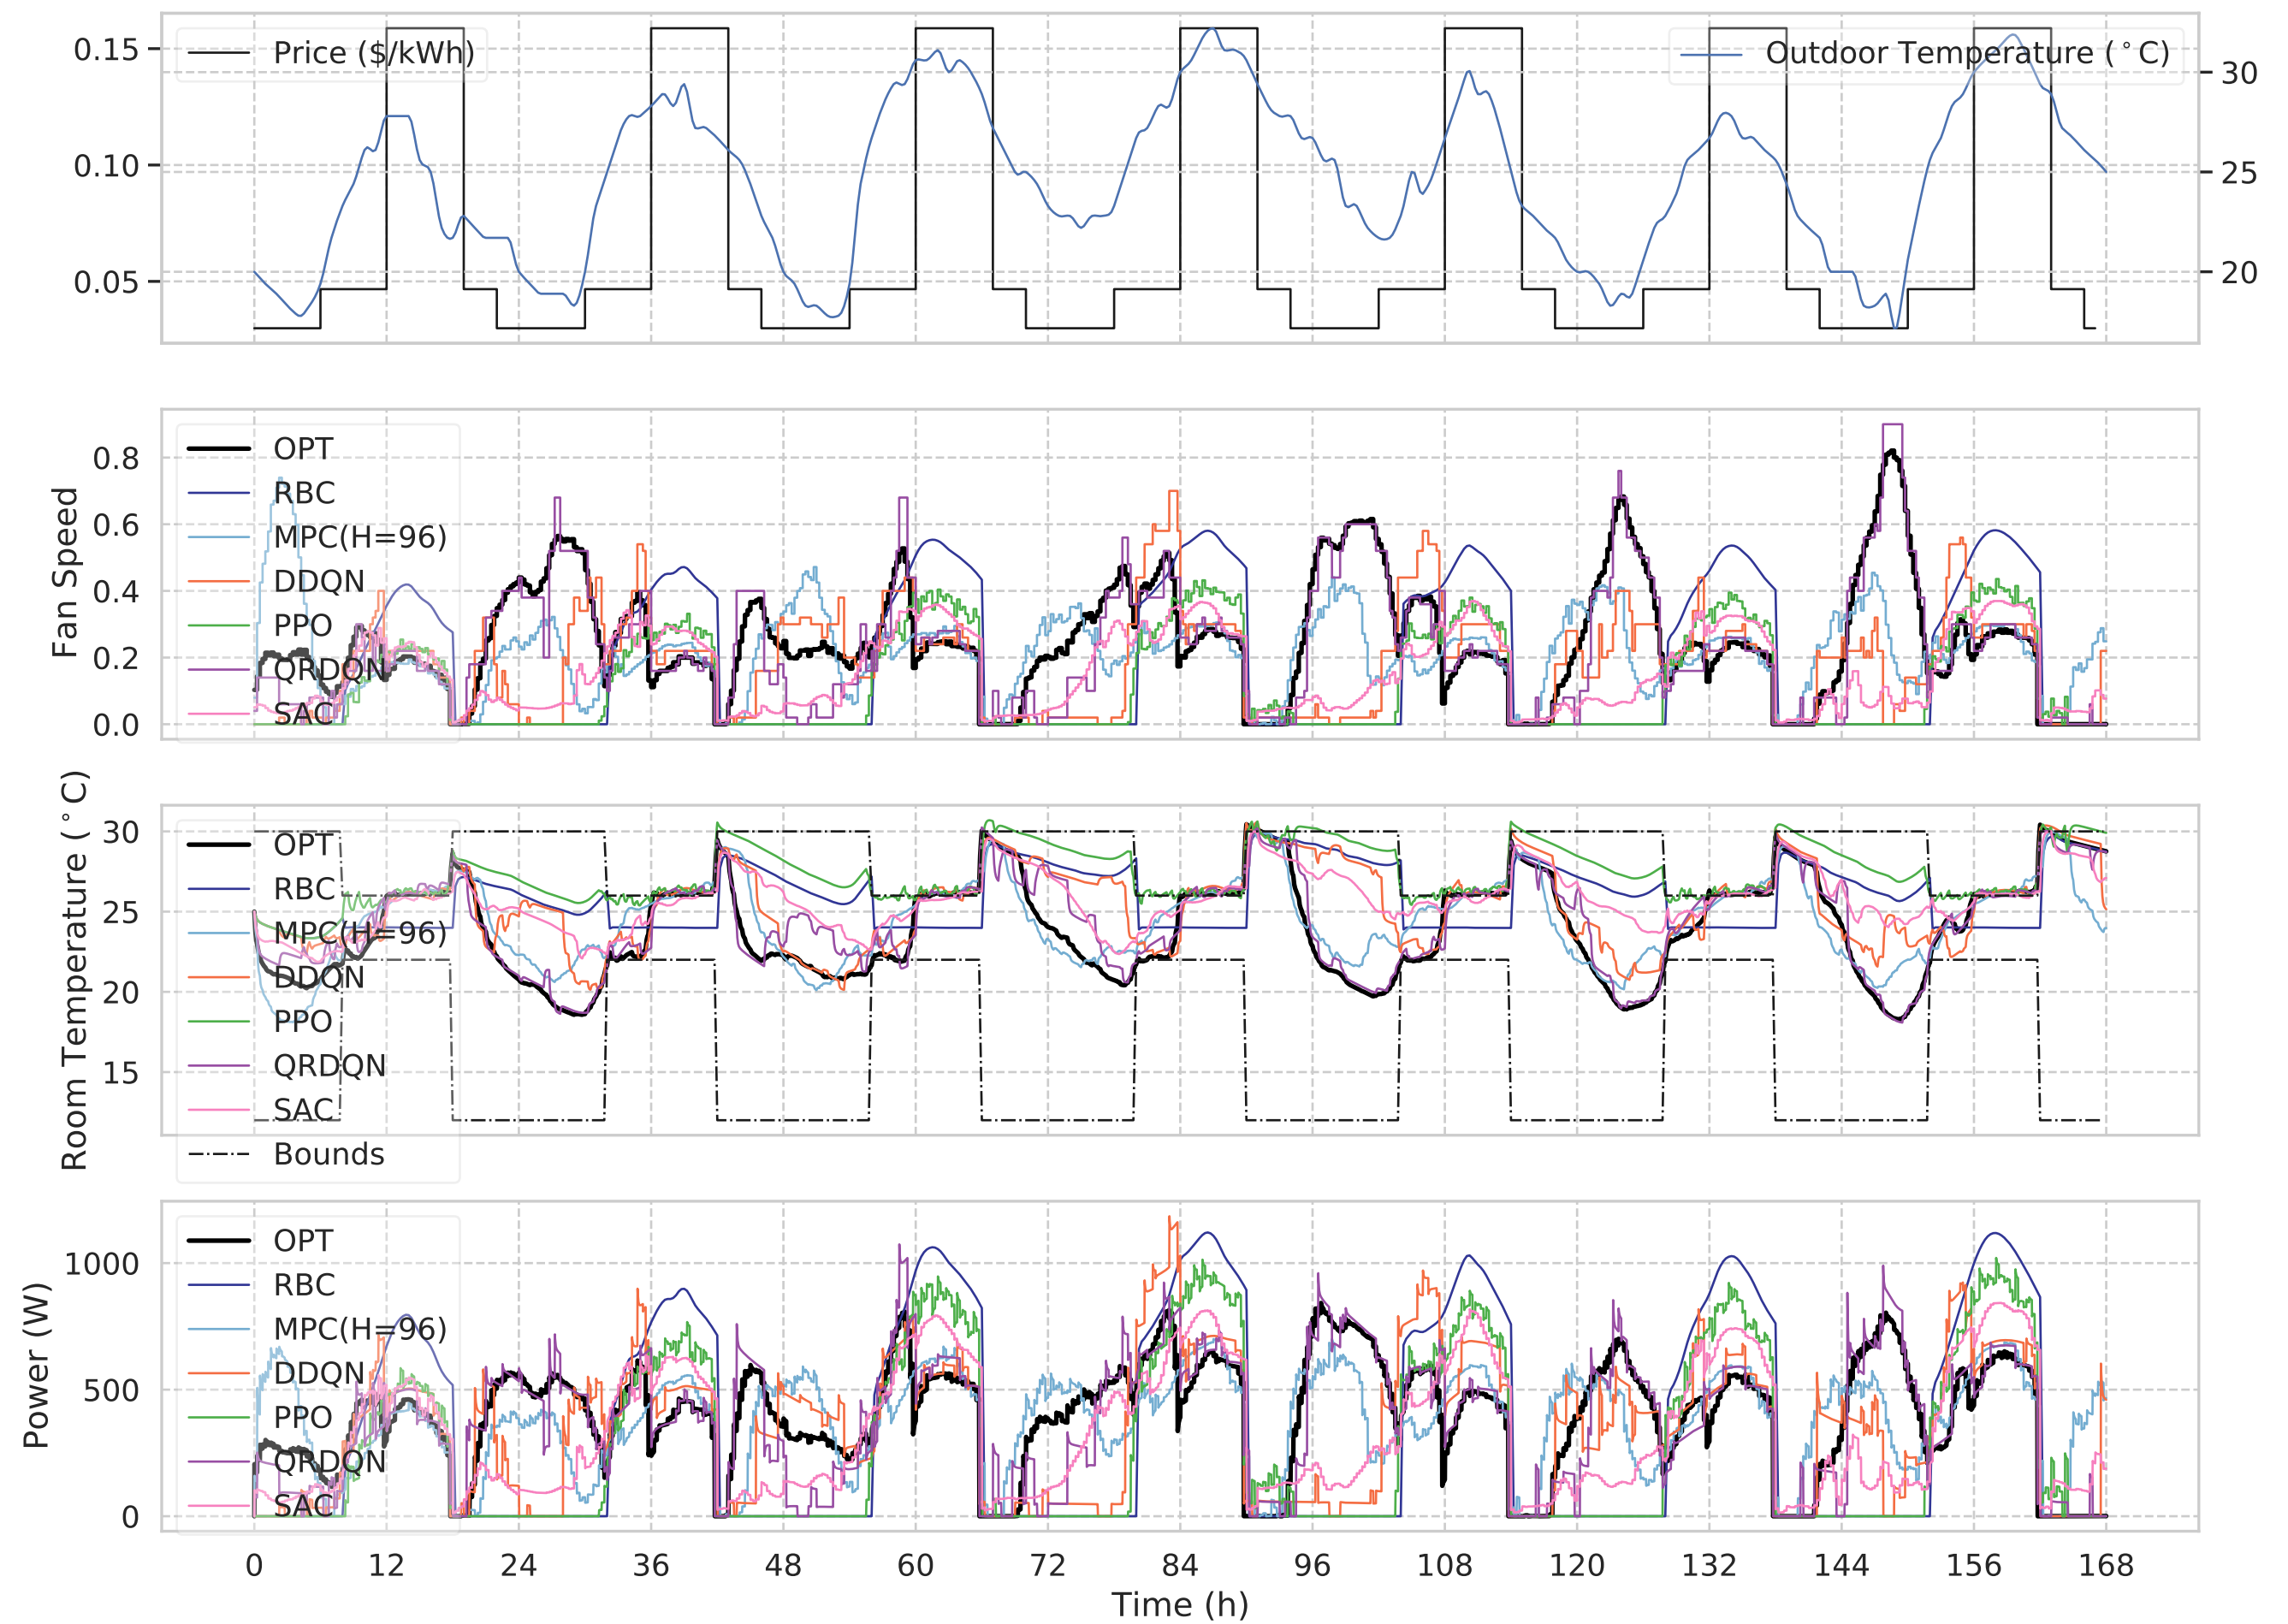 Price ($/kWh)
Outdoor Temperature (°C)
0.15
0.10
0.05
30
25
20
Fan Speed
0.8
0.6
0.4
0.2
0.0
OPT
RBC
MPC(H=96)
DDQN
PPO
QRDQN
SAC
Room Temperature (°C)
30
25
20
15
OPT
RBC
MPC(H=96)
DDQN
PPO
QRDQN
SAC
Bounds
Power (W)
1000
500
0
OPT
RBC
MPC(H=96)
DDQN
PPO
QRDQN
SAC
0 12 24 36 48 60 72 84 96 108 120 132 144 156 168
Time (h)